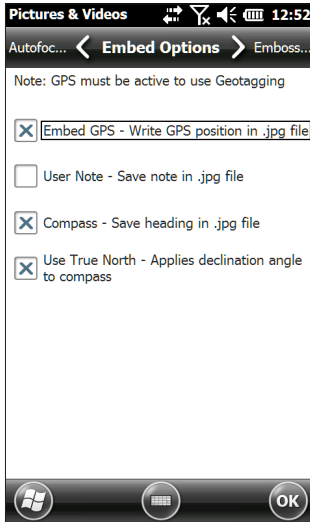 Pictures & Videos 12:52
Autofoc... Embed Options Emboss...
Note: GPS must be active to use Geotagging
Embed GPS - Write GPS position in .jpg file
User Note - Save note in .jpg file
Compass - Save heading in .jpg file
Use True North - Applies declination angle
to compass
OK